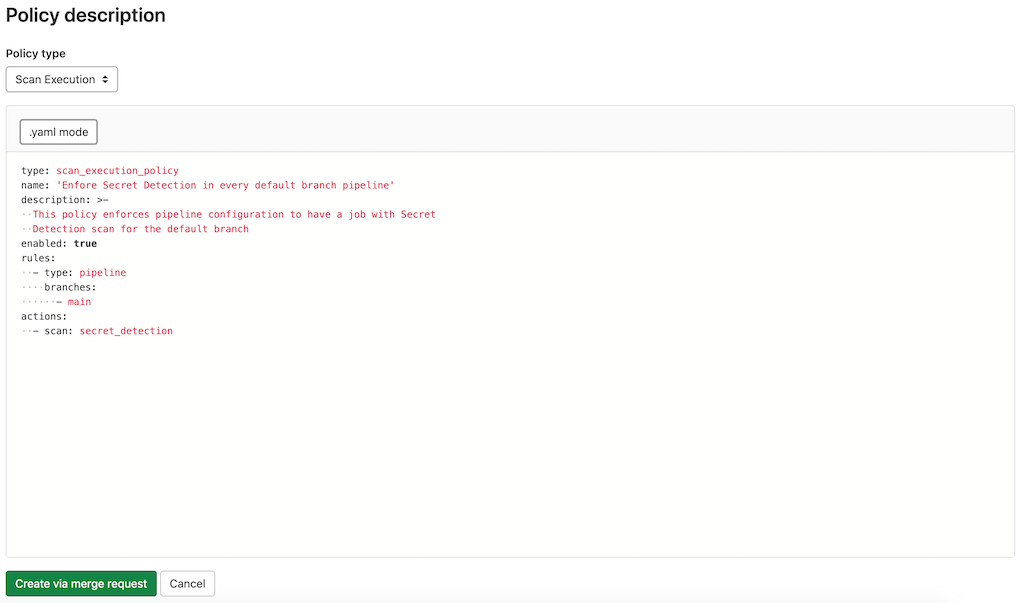 Policy description
Policy type
Scan Execution
.yaml mode
type: scan_execution_policy
name: 'Enfore Secret Detection in every default branch pipeline'
description: >-
  This policy enforces pipeline configuration to have a job with Secret
  Detection scan for the default branch
enabled: true
rules:
  - type: pipeline
    branches:
      - main
actions:
  - scan: secret_detection
Create via merge request Cancel